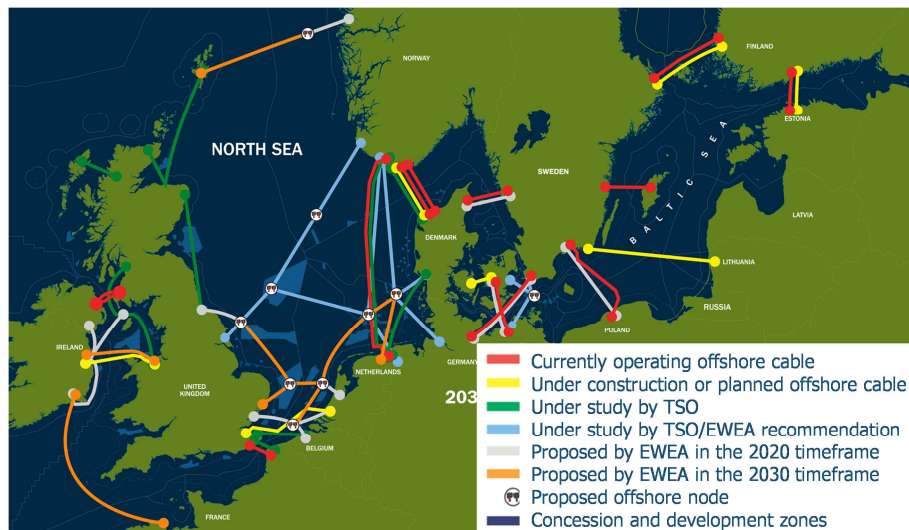 FINLAND
NORWAY
ESTONIA
NORTH SEA
SWEDEN
BALTIC SEA
LATVIA
DENMARK
LITHUANIA
RUSSIA
POLAND
IRELAND
GERMANY
NETHERLANDS
UNITED
KINGDOM
203
BELGIUM
FRANCE
Currently operating offshore cable
Under construction or planned offshore cable
Under study by TSO
Under study by TSO/EWEA recommendation
Proposed by EWEA in the 2020 timeframe
Proposed by EWEA in the 2030 timeframe
Proposed offshore node
Concession and development zones